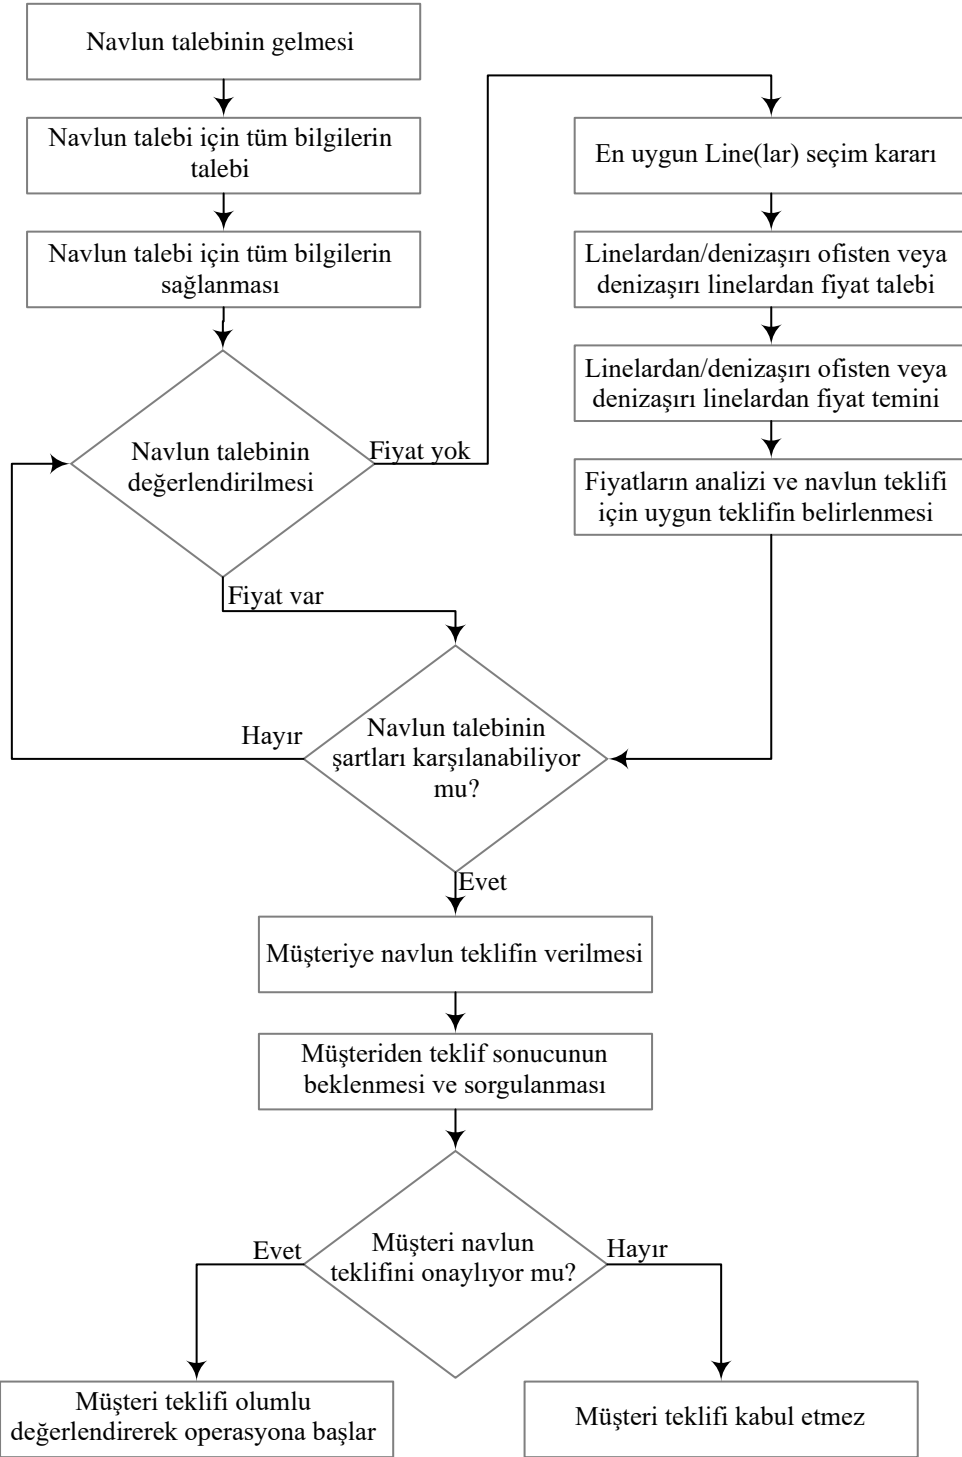 Navlun talebinin gelmesi
Navlun talebi için tüm bilgilerin
talebi
Navlun talebi için tüm bilgilerin
sağlanması
Navlun talebinin
değerlendirilmesi
Fiyat yok
Fiyat var
En uygun Line(lar) seçim kararı
Linelardan/denizaşırı ofisten veya
denizaşırı linelardan fiyat talebi
Linelardan/denizaşırı ofisten veya
denizaşırı linelardan fiyat temini
Fiyatların analizi ve navlun teklifi
için uygun teklifin belirlenmesi
Hayır
Navlun talebinin
şartları karşılanabiliyor
mu?
Evet
Müşteriye navlun teklifin verilmesi
Müşteriden teklif sonucunun
beklenmesi ve sorgulanması
Evet
Müşteri navlun
teklifini onaylıyor mu?
Hayır
Müşteri teklifi olumlu
değerlendirerek operasyona başlar
Müşteri teklifi kabul etmez